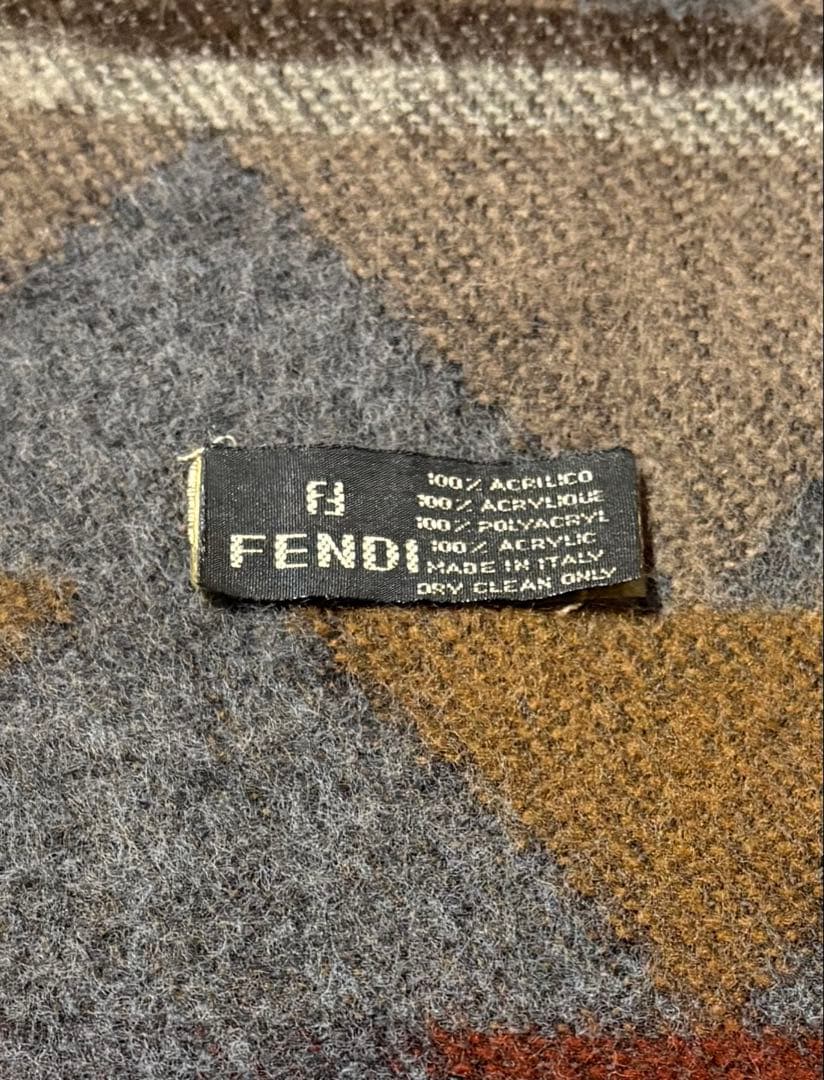 FF
FENDI
100% ACRILICO
100% ACRYLIQUE
100% POLYACRYL
100% ACRYLIC
MADE IN ITALY
DRY CLEAN ONLY